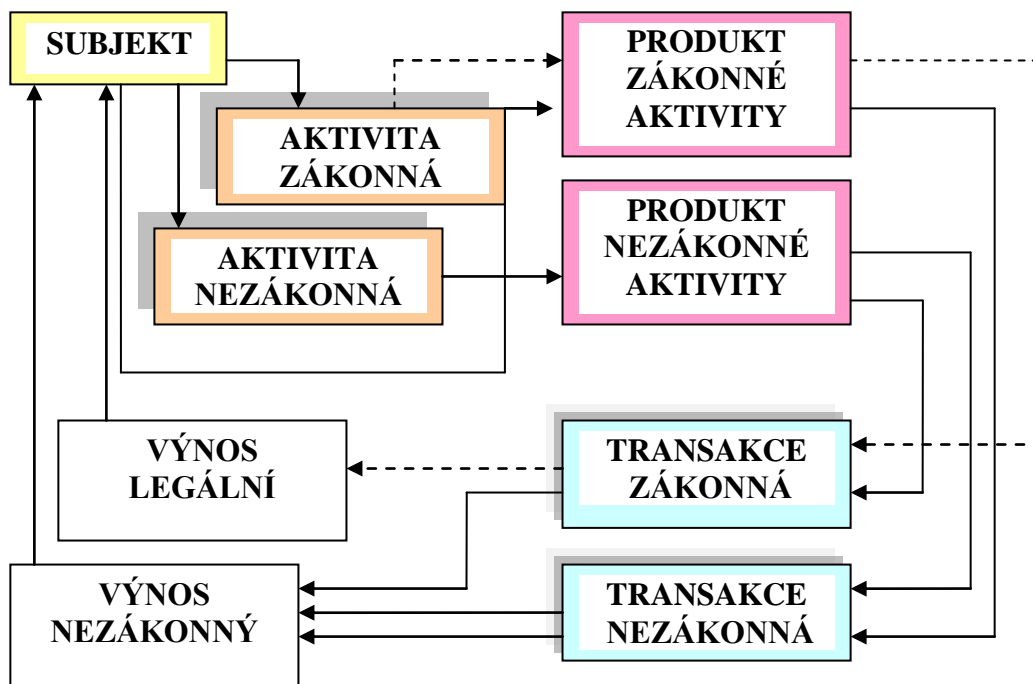 SUBJEKT
PRODUKT
ZÁKONNÉ
AKTIVITY
AKTIVITA
ZÁKONNÁ
PRODUKT
NEZÁKONNÉ
AKTIVITY
AKTIVITA
NEZÁKONNÁ
VÝNOS
LEGÁLNÍ
TRANSAKCE
ZÁKONNÁ
VÝNOS
NEZÁKONNÝ
TRANSAKCE
NEZÁKONNÁ